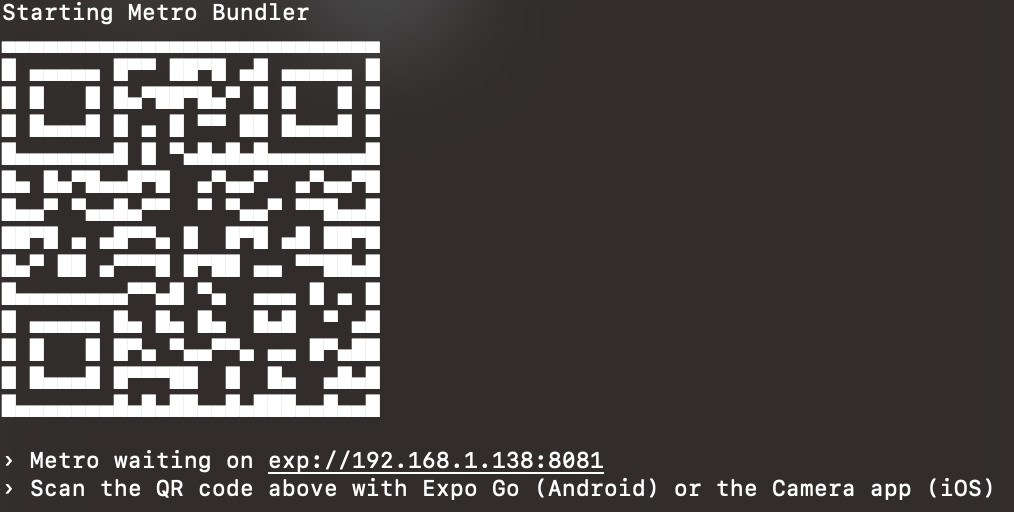 Starting Metro Bundler
› Metro waiting on exp://192.168.1.138:8081
› Scan the QR code above with Expo Go (Android) or the Camera app (iOS)